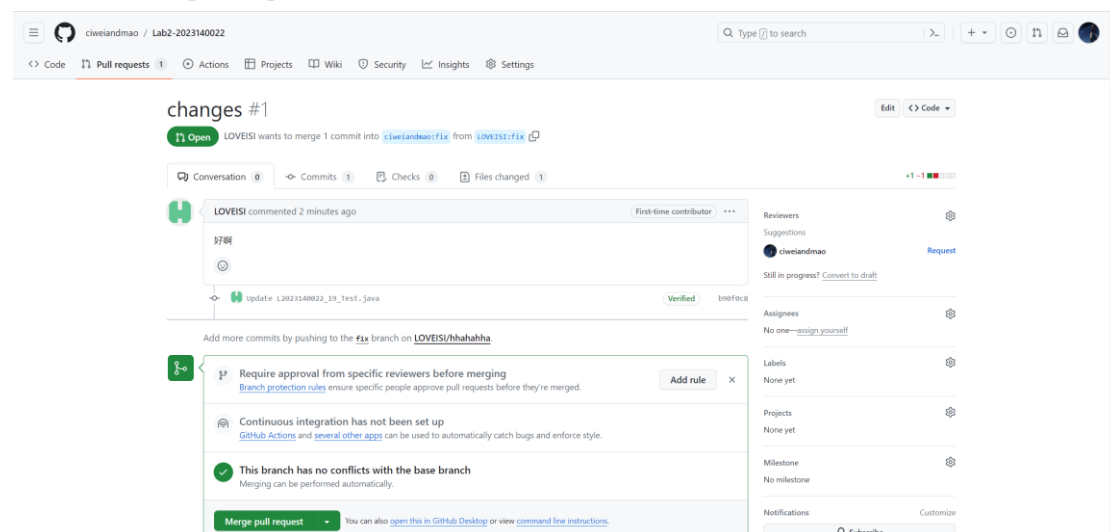 ciweiandmao / Lab2-2023140022
Type / to search
Code Pull requests 1 Actions Projects Wiki Security Insights Settings
changes #1
Edit Code
Open LOVEISI wants to merge 1 commit into ciweiandmao:fix from LOVEISI:fix
Conversation 0 Commits 1 Checks 0 Files changed 1
+1 −1
LOVEISI commented 2 minutes ago First-time contributor
好啊
Update L2023140022_19_Test.java Verified b90f0c8
Add more commits by pushing to the fix branch on LOVEISI/hhahahha.
Require approval from specific reviewers before merging
Branch protection rules ensure specific people approve pull requests before they're merged.
Add rule
Continuous integration has not been set up
GitHub Actions and several other apps can be used to automatically catch bugs and enforce style.
This branch has no conflicts with the base branch
Merging can be performed automatically.
Merge pull request You can also open this in GitHub Desktop or view command line instructions.
Reviewers
Suggestions
ciweiandmao Request
Still in progress? Convert to draft
Assignees
No one—assign yourself
Labels
None yet
Projects
None yet
Milestone
No milestone
Notifications Customize